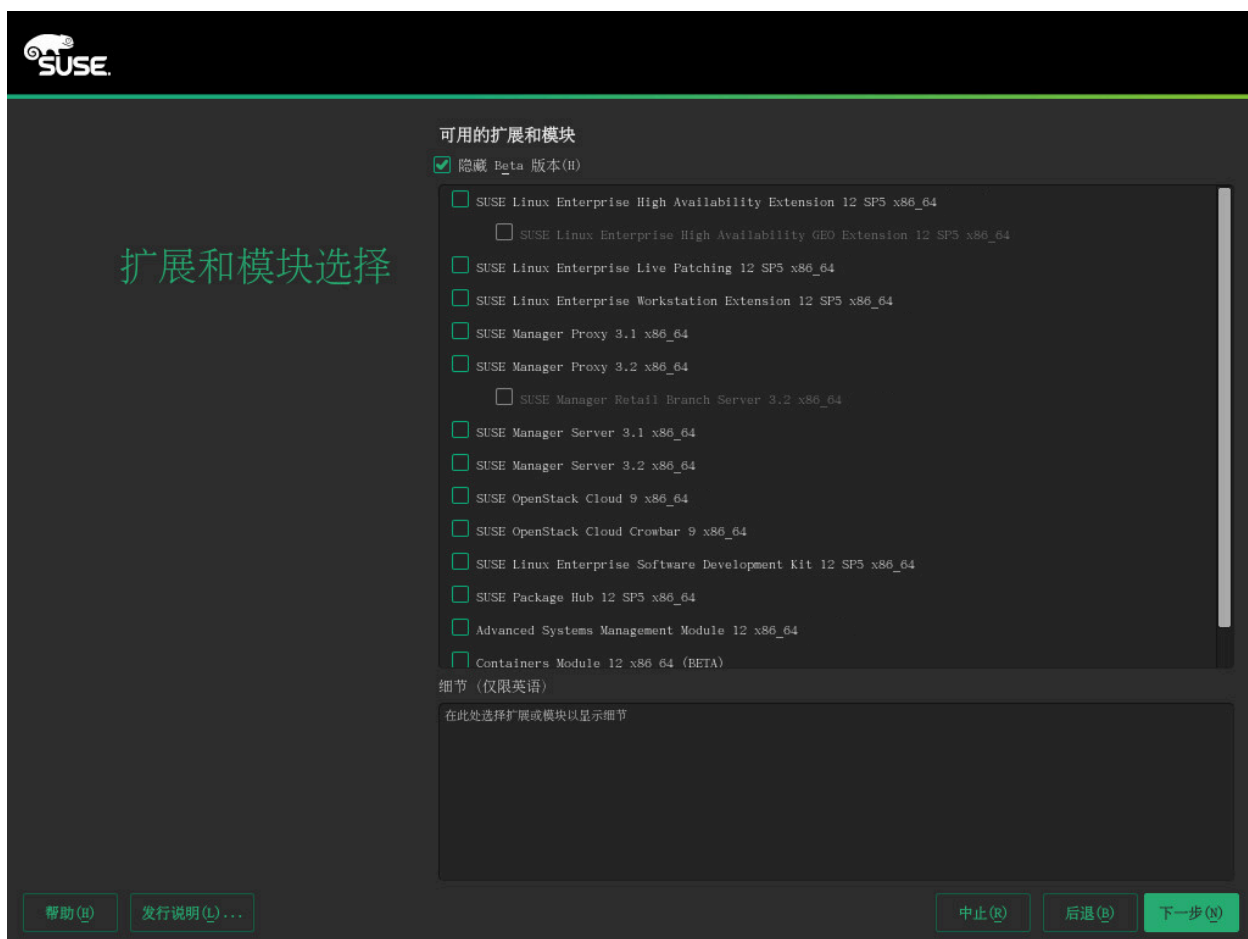 SUSE.
可用的扩展和模块
隐藏 Beta 版本(H)
SUSE Linux Enterprise High Availability Extension 12 SP5 x86_64
SUSE Linux Enterprise High Availability GEO Extension 12 SP5 x86_64
扩展和模块选择
SUSE Linux Enterprise Live Patching 12 SP5 x86_64
SUSE Linux Enterprise Workstation Extension 12 SP5 x86_64
SUSE Manager Proxy 3.1 x86_64
SUSE Manager Proxy 3.2 x86_64
SUSE Manager Retail Branch Server 3.2 x86_64
SUSE Manager Server 3.1 x86_64
SUSE Manager Server 3.2 x86_64
SUSE OpenStack Cloud 9 x86_64
SUSE OpenStack Cloud Crowbar 9 x86_64
SUSE Linux Enterprise Software Development Kit 12 SP5 x86_64
SUSE Package Hub 12 SP5 x86_64
Advanced Systems Management Module 12 x86_64
Containers Module 12 x86_64 (BETA)
细节（仅限英语）
在此处选择扩展或模块以显示细节
帮助(H) 发行说明(L)... 中止(R) 后退(B) 下一步(N)